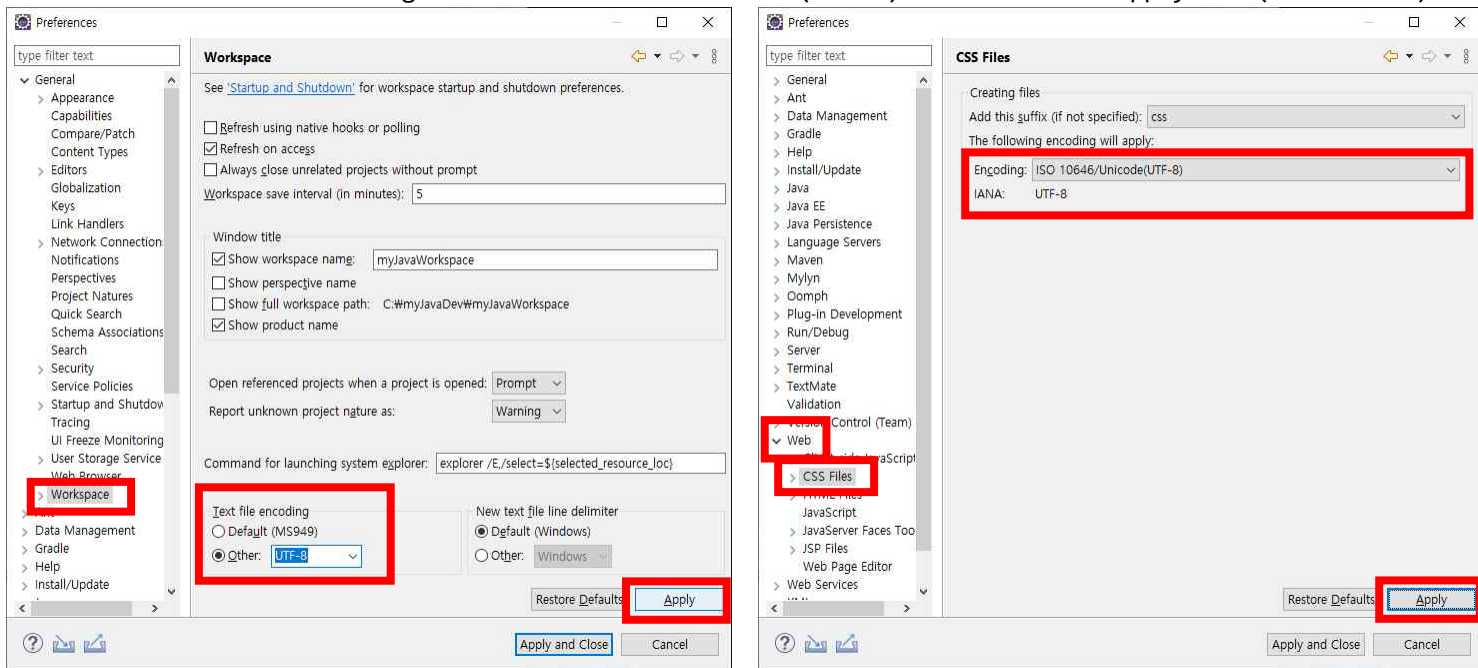 Preferences
type filter text
General
Appearance
Capabilities
Compare/Patch
Content Types
Editors
Globalization
Keys
Link Handlers
Network Connection
Notifications
Perspectives
Project Natures
Quick Search
Schema Associations
Search
Security
Service Policies
Startup and Shutdow
Tracing
UI Freeze Monitoring
User Storage Service
Web Browser
Workspace
Data Management
Gradle
Help
Install/Update
Workspace
See 'Startup and Shutdown' for workspace startup and shutdown preferences.
Refresh using native hooks or polling
Refresh on access
Always close unrelated projects without prompt
Workspace save interval (in minutes): 5
Window title
Show workspace name: myJavaWorkspace
Show perspective name
Show full workspace path: C:₩myJavaDev₩myJavaWorkspace
Show product name
Open referenced projects when a project is opened: Prompt
Report unknown project nature as: Warning
Command for launching system explorer: explorer /E,/select=${selected_resource_loc}
Text file encoding
Default (MS949)
Other: UTF-8
New text file line delimiter
Default (Windows)
Other: Windows
Restore Defaults Apply
Apply and Close Cancel
Preferences
type filter text
General
Ant
Data Management
Gradle
Help
Install/Update
Java
Java EE
Java Persistence
Language Servers
Maven
Mylyn
Oomph
Plug-in Development
Run/Debug
Server
Terminal
TextMate
Validation
Version Control (Team)
Web
CSS Files
HTML Files
JavaScript
JavaServer Faces Too
JSP Files
Web Page Editor
Web Services
CSS Files
Creating files
Add this suffix (if not specified): css
The following encoding will apply:
Encoding: ISO 10646/Unicode(UTF-8)
IANA: UTF-8
Restore Defaults Apply
Apply and Close Cancel